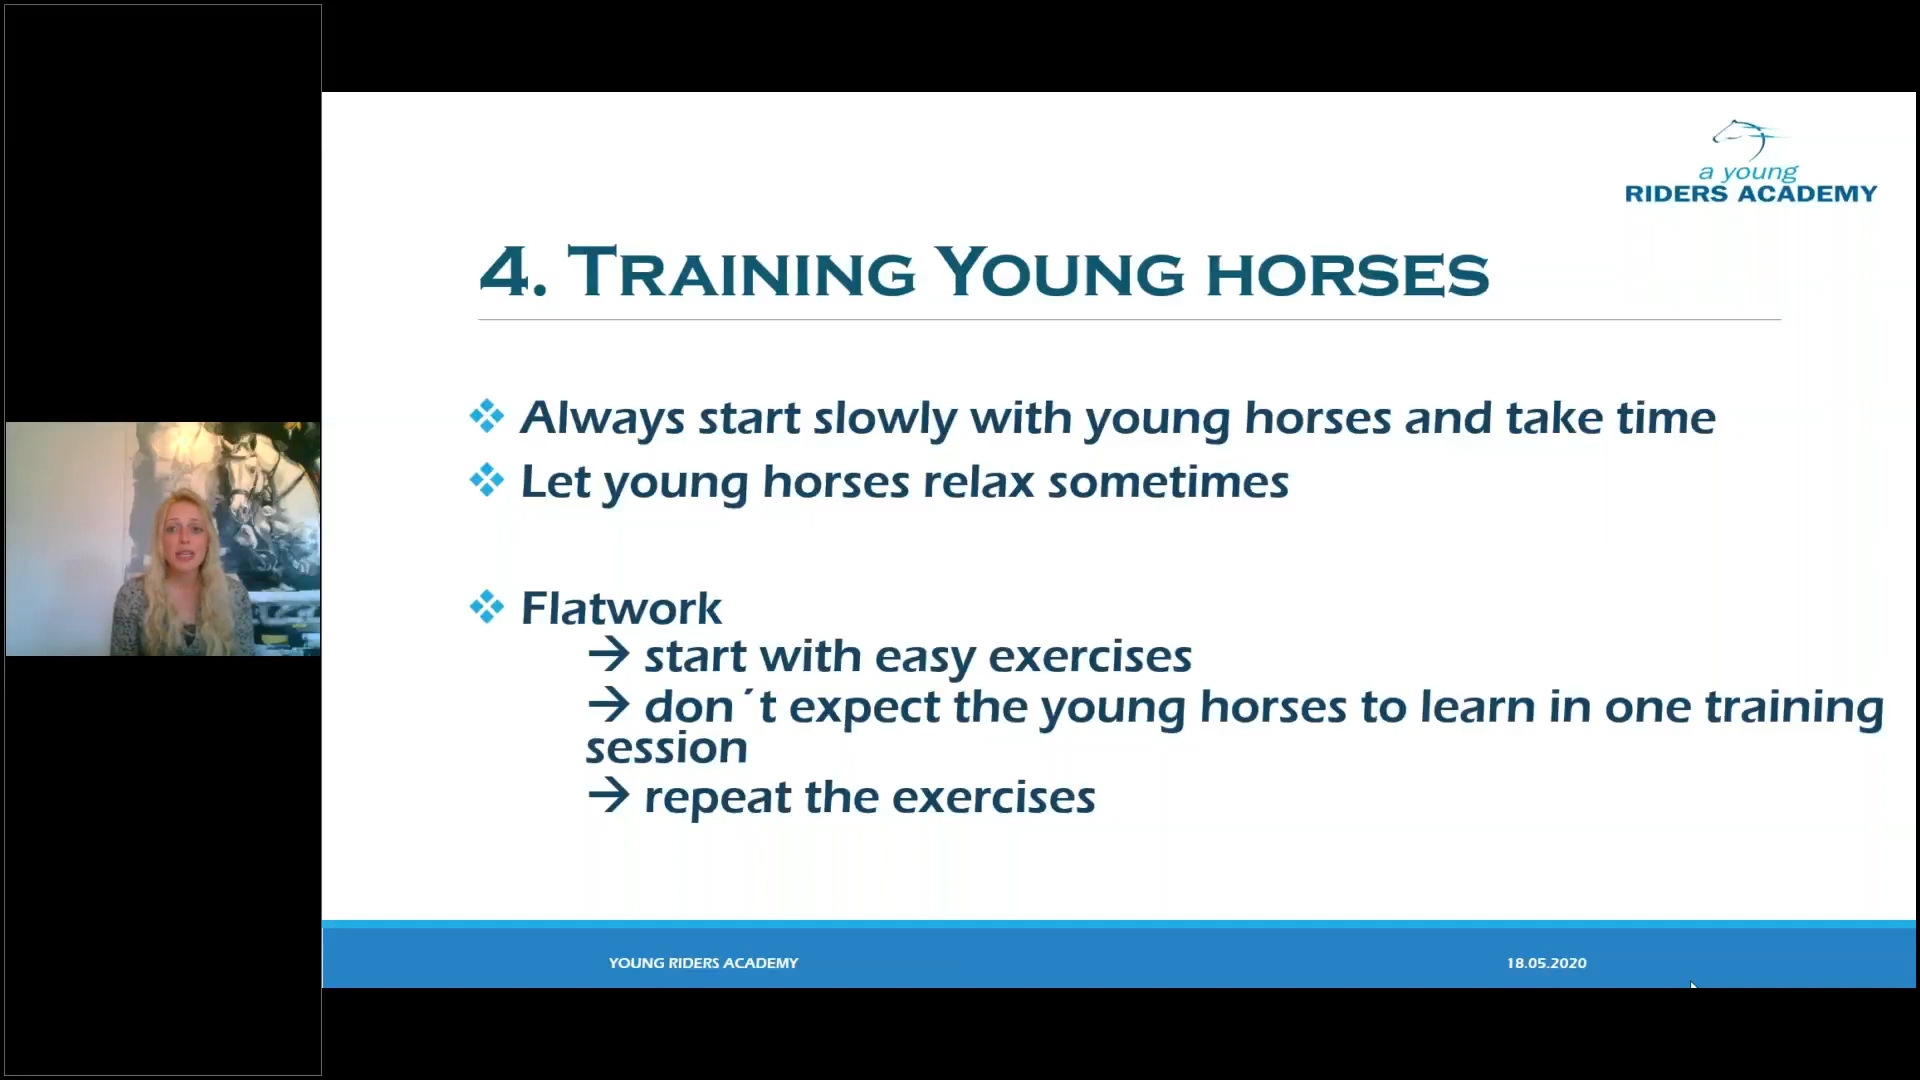 a young
RIDERS ACADEMY
4. TRAINING YOUNG HORSES
Always start slowly with young horses and take time
Let young horses relax sometimes
Flatwork
→ start with easy exercises
→ don´t expect the young horses to learn in one training
session
→ repeat the exercises
YOUNG RIDERS ACADEMY
18.05.2020